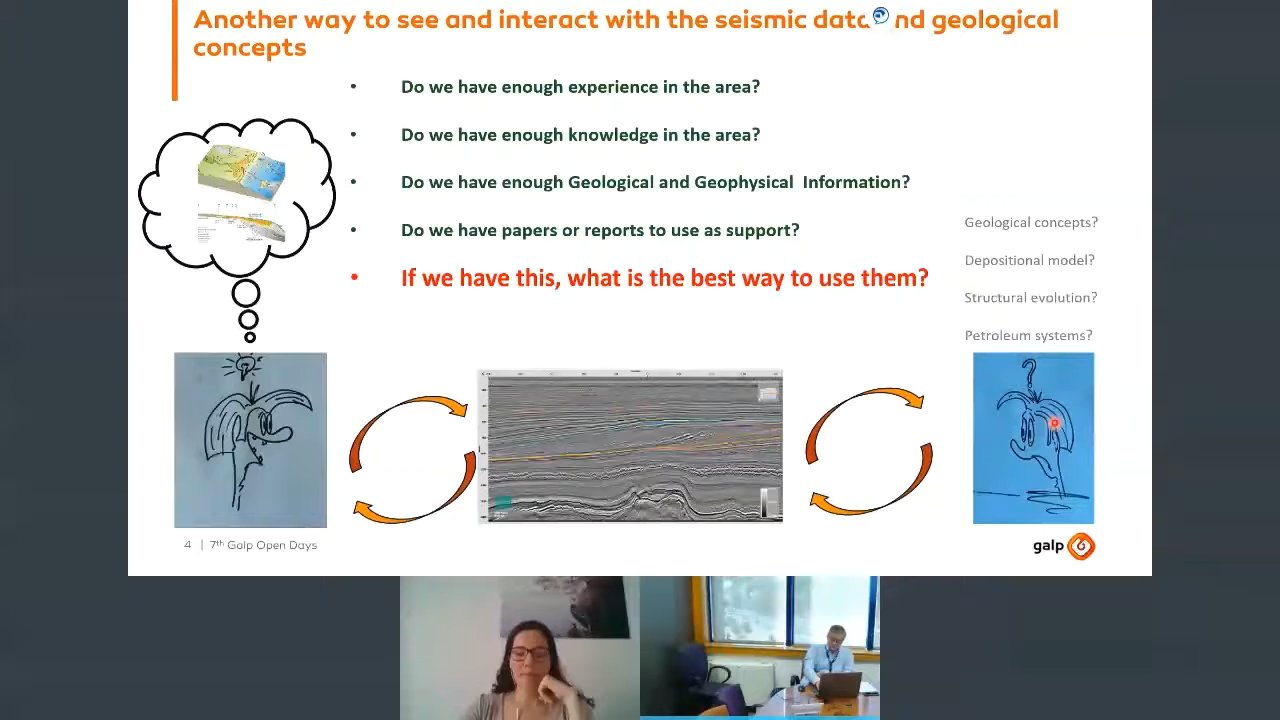 Another way to see and interact with the seismic data nd geological
concepts
• Do we have enough experience in the area?
• Do we have enough knowledge in the area?
• Do we have enough Geological and Geophysical Information?
• Do we have papers or reports to use as support?
• If we have this, what is the best way to use them?
Geological concepts?
Depositional model?
Structural evolution?
Petroleum systems?
?
4 | 7th Galp Open Days
galp